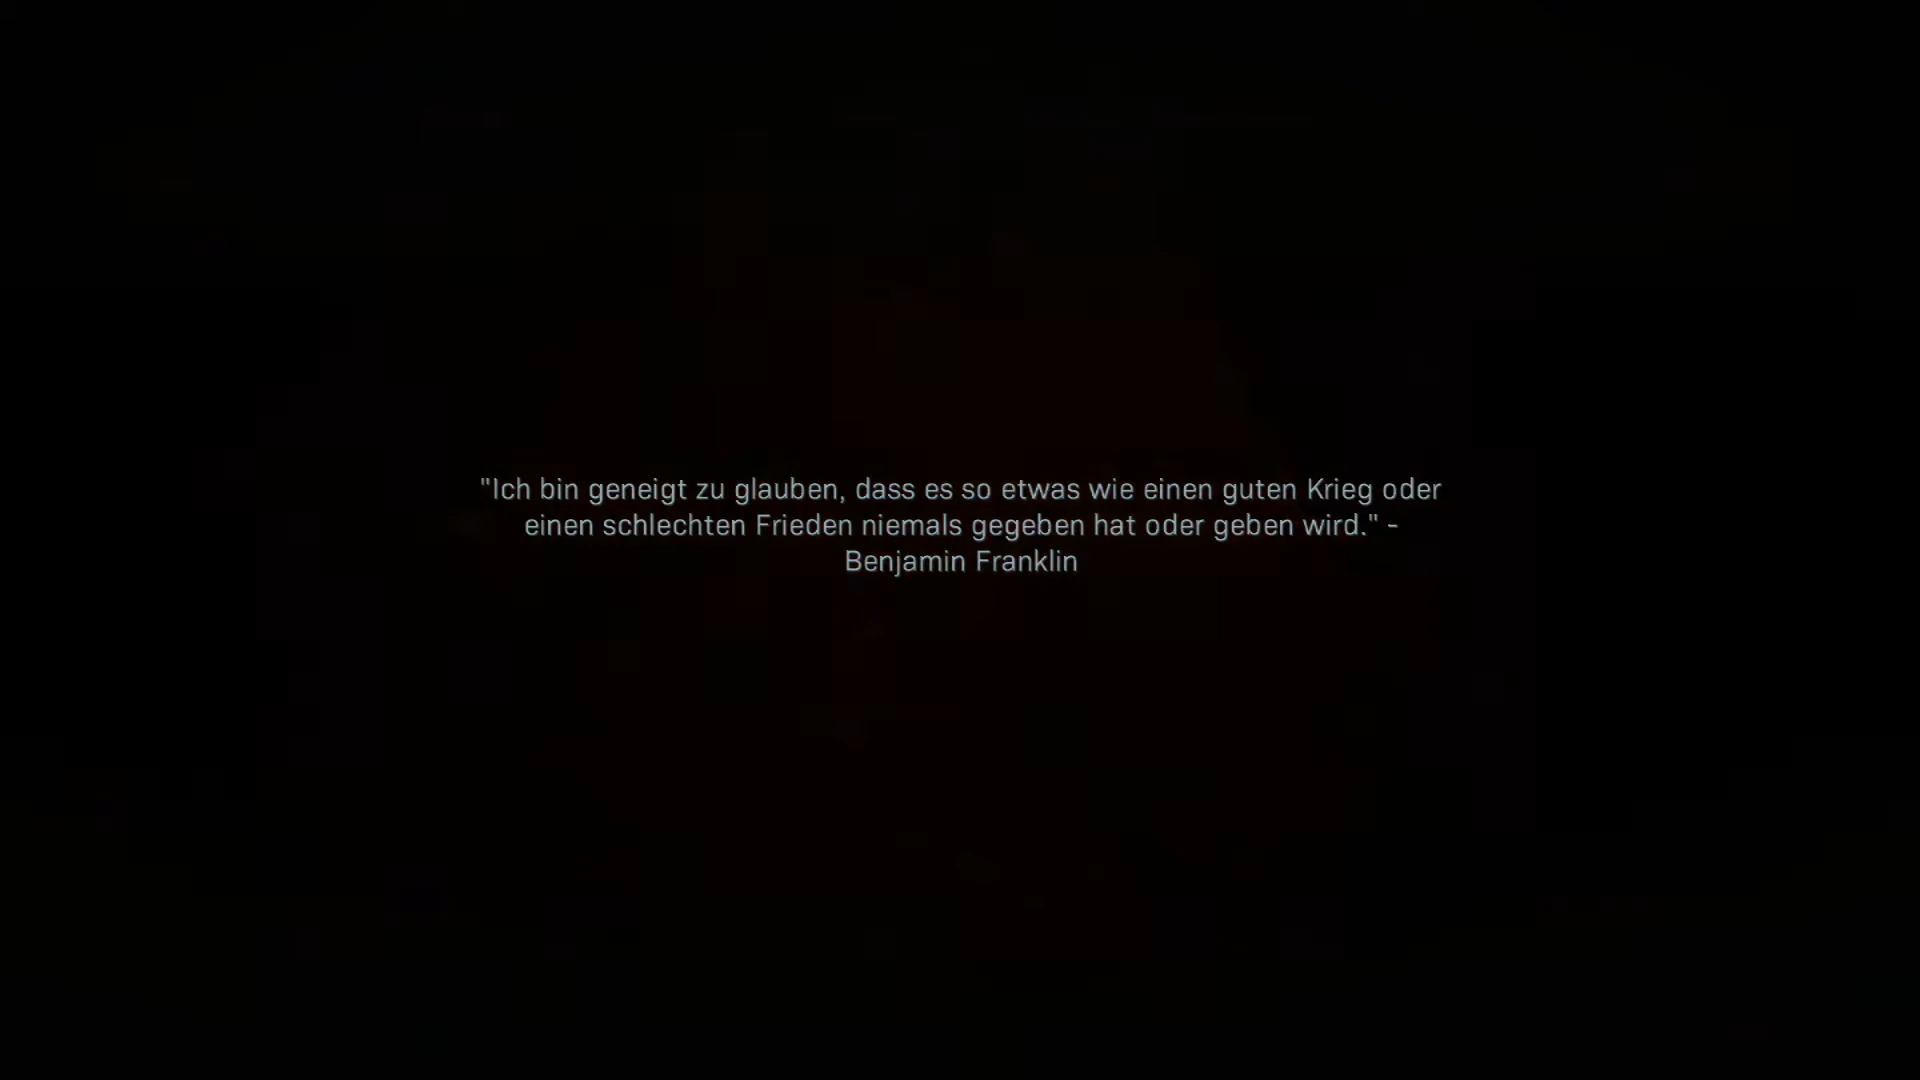 "Ich bin geneigt zu glauben, dass es so etwas wie einen guten Krieg oder
einen schlechten Frieden niemals gegeben hat oder geben wird." -
Benjamin Franklin